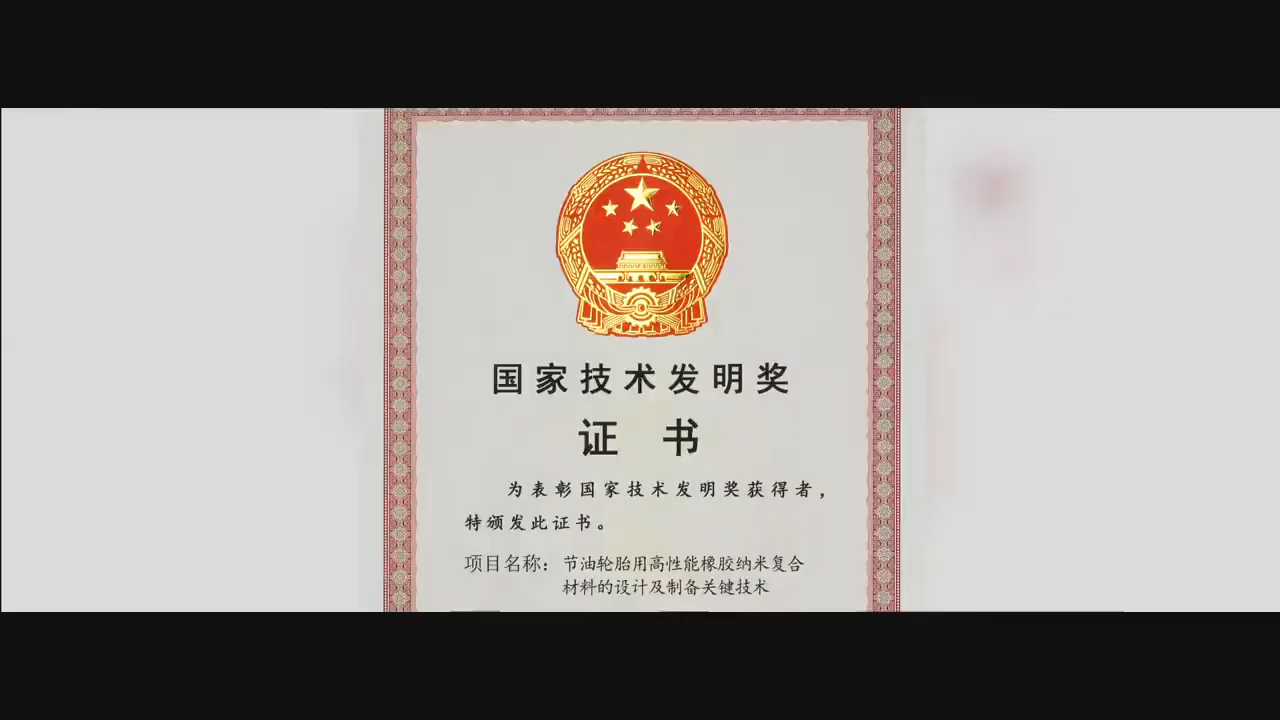 国家技术发明奖
证 书
为表彰国家技术发明奖获得者，
特颁发此证书。
项目名称：节油轮胎用高性能橡胶纳米复合
材料的设计及制备关键技术